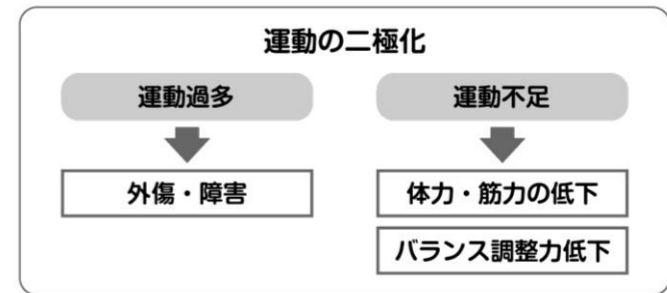 運動の二極化
運動過多
運動不足
外傷・障害
体力・筋力の低下
バランス調整力低下